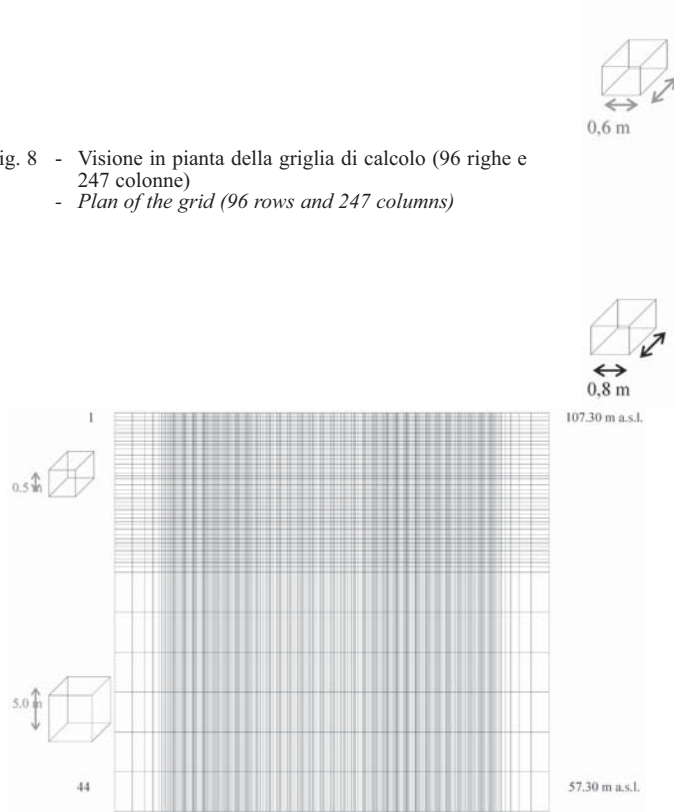 0,6 m
ig. 8 - Visione in pianta della griglia di calcolo (96 righe e
247 colonne)
- Plan of the grid (96 rows and 247 columns)
0,8 m
1
107.30 m a.s.l.
0.5 m
5.0 m
44
57.30 m a.s.l.